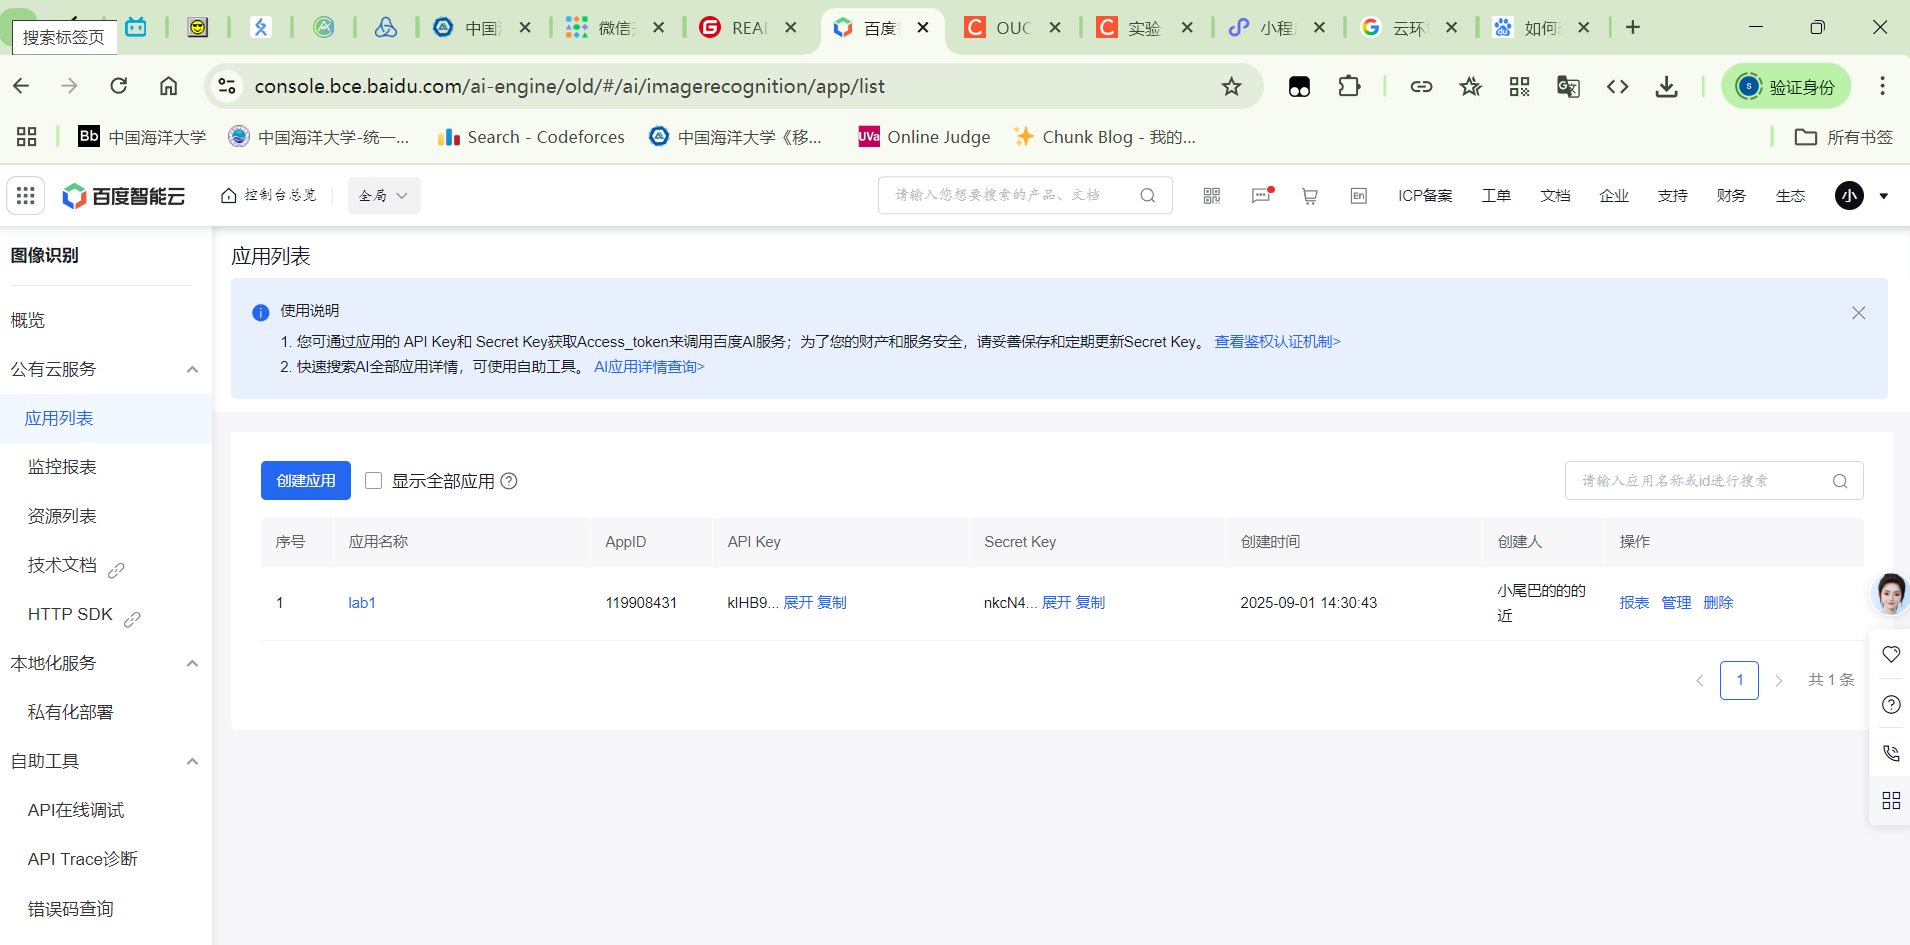 搜索标签页
中国
微信
REA
百度
OUC
实验
小程
云环
如何
console.bce.baidu.com/ai-engine/old/#/ai/imagerecognition/app/list
验证身份
Bb 中国海洋大学
中国海洋大学-统一...
Search - Codeforces
中国海洋大学《移...
UVa Online Judge
Chunk Blog - 我的...
所有书签
百度智能云
控制台总览
全局
请输入您想要搜索的产品、文档
En
ICP备案
工单
文档
企业
支持
财务
生态
小
图像识别
概览
公有云服务
应用列表
监控报表
资源列表
技术文档
HTTP SDK
本地化服务
私有化部署
自助工具
API在线调试
API Trace诊断
错误码查询
应用列表
使用说明
1. 您可通过应用的 API Key和 Secret Key获取Access_token来调用百度AI服务；为了您的财产和服务安全，请妥善保存和定期更新Secret Key。 查看鉴权认证机制>
2. 快速搜索AI全部应用详情，可使用自助工具。 AI应用详情查询>
创建应用
显示全部应用
请输入应用名称或id进行搜索
序号 应用名称 AppID API Key Secret Key 创建时间 创建人 操作
1 lab1 119908431 klHB9... 展开 复制 nkcN4... 展开 复制 2025-09-01 14:30:43 小尾巴的的的近 报表 管理 删除
1
共 1 条